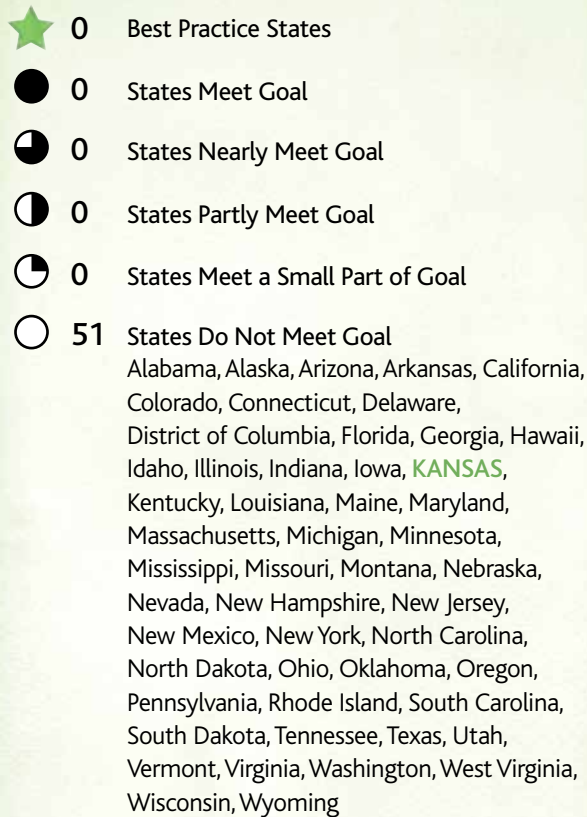 0 Best Practice States
0 States Meet Goal
0 States Nearly Meet Goal
0 States Partly Meet Goal
0 States Meet a Small Part of Goal
51 States Do Not Meet Goal
Alabama, Alaska, Arizona, Arkansas, California,
Colorado, Connecticut, Delaware,
District of Columbia, Florida, Georgia, Hawaii,
Idaho, Illinois, Indiana, Iowa, KANSAS,
Kentucky, Louisiana, Maine, Maryland,
Massachusetts, Michigan, Minnesota,
Mississippi, Missouri, Montana, Nebraska,
Nevada, New Hampshire, New Jersey,
New Mexico, New York, North Carolina,
North Dakota, Ohio, Oklahoma, Oregon,
Pennsylvania, Rhode Island, South Carolina,
South Dakota, Tennessee, Texas, Utah,
Vermont, Virginia, Washington, West Virginia,
Wisconsin, Wyoming